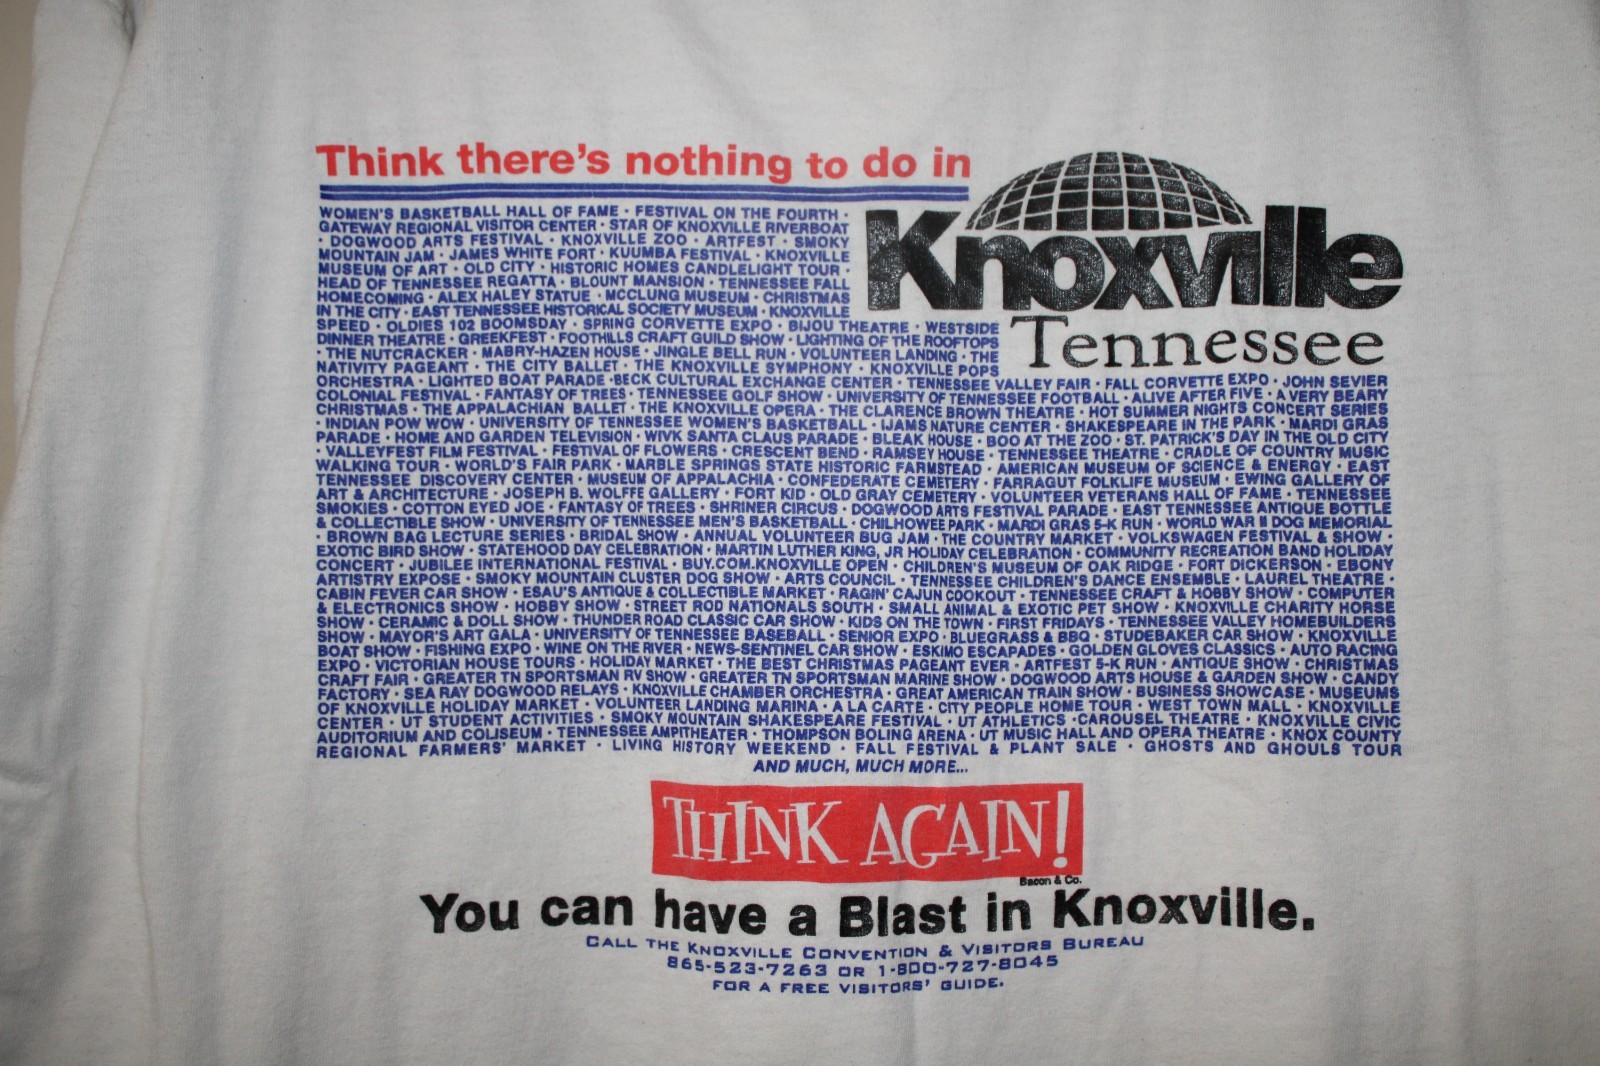 Think there's nothing to do in
Knoxville
Tennessee
WOMEN'S BASKETBALL HALL OF FAME · FESTIVAL ON THE FOURTH ·
GATEWAY REGIONAL VISITOR CENTER · STAR OF KNOXVILLE RIVERBOAT
· DOGWOOD ARTS FESTIVAL · KNOXVILLE ZOO · ARTFEST · SMOKY
MOUNTAIN JAM · JAMES WHITE FORT · KUUMBA FESTIVAL · KNOXVILLE
MUSEUM OF ART · OLD CITY · HISTORIC HOMES CANDLELIGHT TOUR ·
HEAD OF TENNESSEE REGATTA · BLOUNT MANSION · TENNESSEE FALL
HOMECOMING · ALEX HALEY STATUE · MCCLUNG MUSEUM · CHRISTMAS
IN THE CITY · EAST TENNESSEE HISTORICAL SOCIETY MUSEUM · KNOXVILLE
SPEED · OLDIES 102 BOOMSDAY · SPRING CORVETTE EXPO · BIJOU THEATRE · WESTSIDE
DINNER THEATRE · GREEKFEST · FOOTHILLS CRAFT GUILD SHOW · LIGHTING OF THE ROOFTOPS
· THE NUTCRACKER · MABRY-HAZEN HOUSE · JINGLE BELL RUN · VOLUNTEER LANDING · THE
NATIVITY PAGEANT · THE CITY BALLET · THE KNOXVILLE SYMPHONY · KNOXVILLE POPS
ORCHESTRA · LIGHTED BOAT PARADE ·BECK CULTURAL EXCHANGE CENTER · TENNESSEE VALLEY FAIR · FALL CORVETTE EXPO · JOHN SEVIER
COLONIAL FESTIVAL · FANTASY OF TREES · TENNESSEE GOLF SHOW · UNIVERSITY OF TENNESSEE FOOTBALL · ALIVE AFTER FIVE · A VERY BEARY
CHRISTMAS · THE APPALACHIAN BALLET · THE KNOXVILLE OPERA · THE CLARENCE BROWN THEATRE · HOT SUMMER NIGHTS CONCERT SERIES
· INDIAN POW WOW · UNIVERSITY OF TENNESSEE WOMEN'S BASKETBALL · IJAMS NATURE CENTER · SHAKESPEARE IN THE PARK · MARDI GRAS
PARADE · HOME AND GARDEN TELEVISION · WIVK SANTA CLAUS PARADE · BLEAK HOUSE · BOO AT THE ZOO · ST. PATRICK'S DAY IN THE OLD CITY
· VALLEYFEST FILM FESTIVAL · FESTIVAL OF FLOWERS · CRESCENT BEND · RAMSEY HOUSE · TENNESSEE THEATRE · CRADLE OF COUNTRY MUSIC
WALKING TOUR · WORLD'S FAIR PARK · MARBLE SPRINGS STATE HISTORIC FARMSTEAD · AMERICAN MUSEUM OF SCIENCE & ENERGY · EAST
TENNESSEE DISCOVERY CENTER · MUSEUM OF APPALACHIA · CONFEDERATE CEMETERY · FARRAGUT FOLKLIFE MUSEUM · EWING GALLERY OF
ART & ARCHITECTURE · JOSEPH B. WOLFFE GALLERY · FORT KID · OLD GRAY CEMETERY · VOLUNTEER VETERANS HALL OF FAME · TENNESSEE
SMOKIES · COTTON EYED JOE · FANTASY OF TREES · SHRINER CIRCUS · DOGWOOD ARTS FESTIVAL PARADE · EAST TENNESSEE ANTIQUE BOTTLE
& COLLECTIBLE SHOW · UNIVERSITY OF TENNESSEE MEN'S BASKETBALL · CHILHOWEE PARK · MARDI GRAS 5-K RUN · WORLD WAR II DOG MEMORIAL
· BROWN BAG LECTURE SERIES · BRIDAL SHOW · ANNUAL VOLUNTEER BUG JAM · THE COUNTRY MARKET · VOLKSWAGEN FESTIVAL & SHOW ·
EXOTIC BIRD SHOW · STATEHOOD DAY CELEBRATION · MARTIN LUTHER KING, JR HOLIDAY CELEBRATION · COMMUNITY RECREATION BAND HOLIDAY
CONCERT · JUBILEE INTERNATIONAL FESTIVAL · BUY.COM.KNOXVILLE OPEN · CHILDREN'S MUSEUM OF OAK RIDGE · FORT DICKERSON · EBONY
ARTISTRY EXPOSE · SMOKY MOUNTAIN CLUSTER DOG SHOW · ARTS COUNCIL · TENNESSEE CHILDREN'S DANCE ENSEMBLE · LAUREL THEATRE ·
CABIN FEVER CAR SHOW · ESAU'S ANTIQUE & COLLECTIBLE MARKET · RAGIN' CAJUN COOKOUT · TENNESSEE CRAFT & HOBBY SHOW · COMPUTER
& ELECTRONICS SHOW · HOBBY SHOW · STREET ROD NATIONALS SOUTH · SMALL ANIMAL & EXOTIC PET SHOW · KNOXVILLE CHARITY HORSE
SHOW · CERAMIC & DOLL SHOW · THUNDER ROAD CLASSIC CAR SHOW · KIDS ON THE TOWN · FIRST FRIDAYS · TENNESSEE VALLEY HOMEBUILDERS
SHOW · MAYOR'S ART GALA · UNIVERSITY OF TENNESSEE BASEBALL · SENIOR EXPO · BLUEGRASS & BBQ · STUDEBAKER CAR SHOW · KNOXVILLE
BOAT SHOW · FISHING EXPO · WINE ON THE RIVER · NEWS-SENTINEL CAR SHOW · ESKIMO ESCAPADES · GOLDEN GLOVES CLASSICS · AUTO RACING
EXPO · VICTORIAN HOUSE TOURS · HOLIDAY MARKET · THE BEST CHRISTMAS PAGEANT EVER · ARTFEST 5-K RUN · ANTIQUE SHOW · CHRISTMAS
CRAFT FAIR · GREATER TN SPORTSMAN RV SHOW · GREATER TN SPORTSMAN MARINE SHOW · DOGWOOD ARTS HOUSE & GARDEN SHOW · CANDY
FACTORY · SEA RAY DOGWOOD RELAYS · KNOXVILLE CHAMBER ORCHESTRA · GREAT AMERICAN TRAIN SHOW · BUSINESS SHOWCASE · MUSEUMS
OF KNOXVILLE HOLIDAY MARKET · VOLUNTEER LANDING MARINA · A LA CARTE · CITY PEOPLE HOME TOUR · WEST TOWN MALL · KNOXVILLE
CENTER · UT STUDENT ACTIVITIES · SMOKY MOUNTAIN SHAKESPEARE FESTIVAL · UT ATHLETICS ·CAROUSEL THEATRE · KNOXVILLE CIVIC
AUDITORIUM AND COLISEUM · TENNESSEE AMPITHEATER · THOMPSON BOLING ARENA · UT MUSIC HALL AND OPERA THEATRE · KNOX COUNTY
REGIONAL FARMERS' MARKET · LIVING HISTORY WEEKEND · FALL FESTIVAL & PLANT SALE · GHOSTS AND GHOULS TOUR
AND MUCH, MUCH MORE...
THINK AGAIN!
Bacon & Co.
You can have a Blast in Knoxville.
CALL THE KNOXVILLE CONVENTION & VISITORS BUREAU
865-523-7263 OR 1-800-727-8045
FOR A FREE VISITORS' GUIDE.